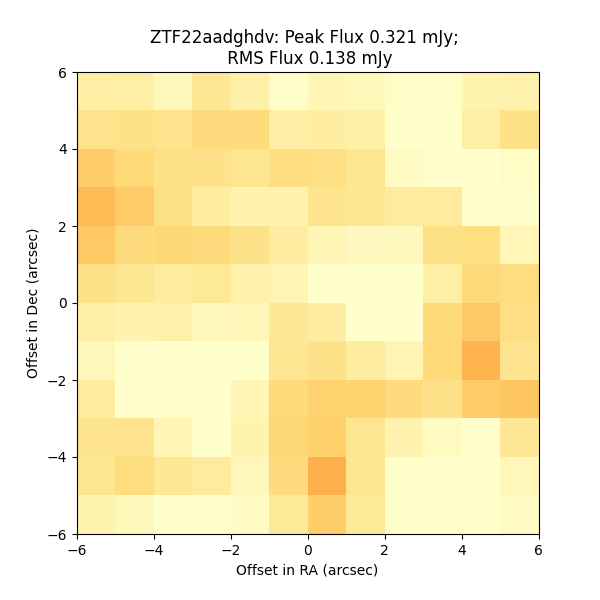 ZTF22aadghdv: Peak Flux 0.321 mJy;
RMS Flux 0.138 mJy
6
4
2
0
−2
−4
−6
Offset in Dec (arcsec)
−6 −4 −2 0 2 4 6
Offset in RA (arcsec)